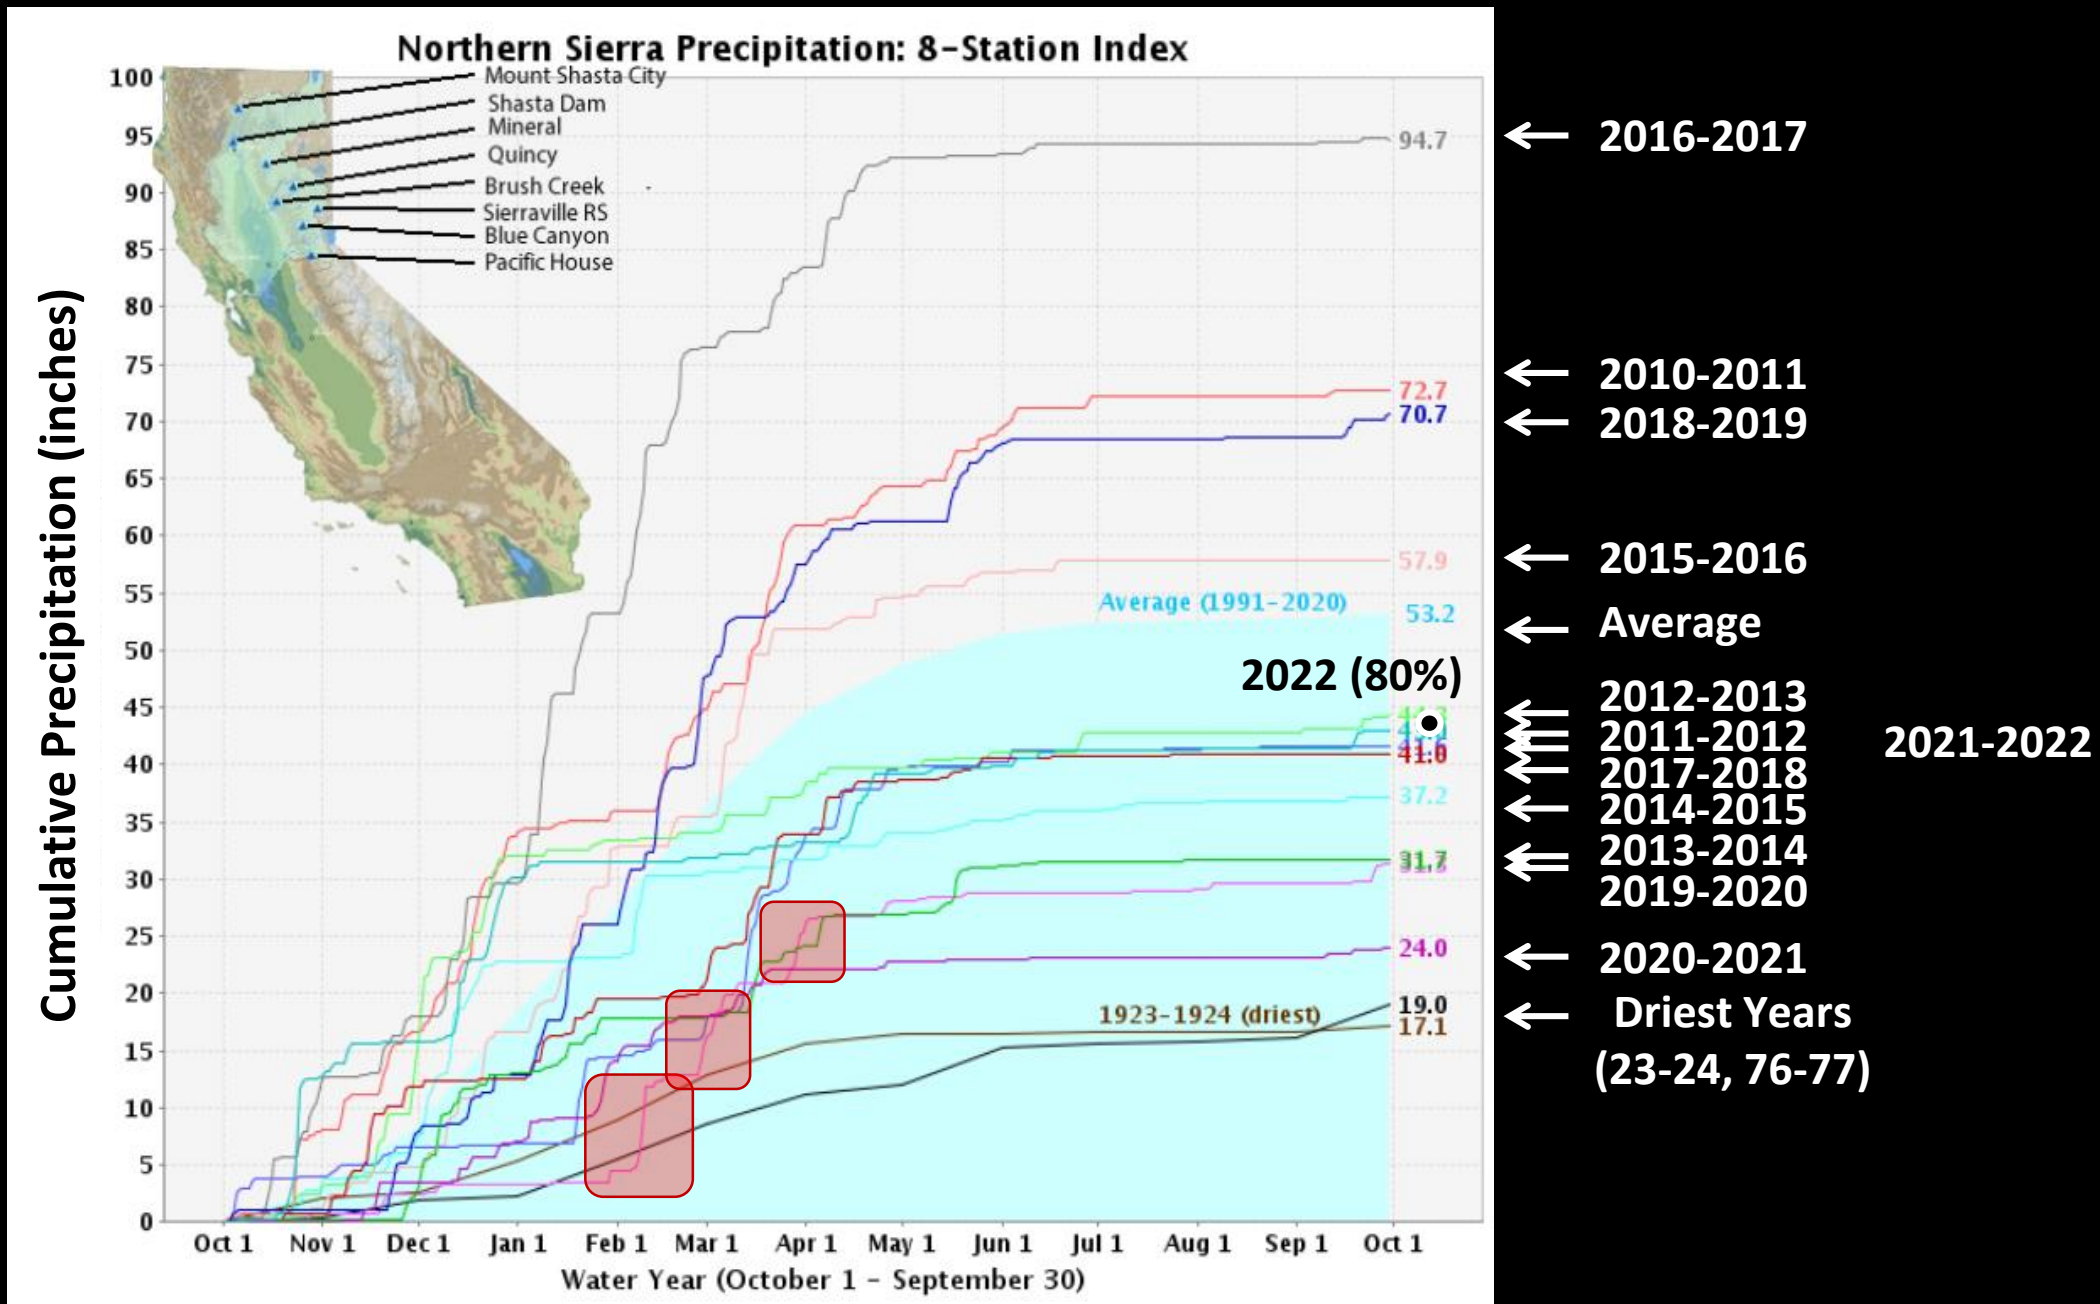 Northern Sierra Precipitation: 8-Station Index
Mount Shasta City
Shasta Dam
Mineral
Quincy
Brush Creek
Sierraville RS
Blue Canyon
Pacific House
Cumulative Precipitation (inches)
100
95
90
85
80
75
70
65
60
55
50
45
40
35
30
25
20
15
10
5
0
94.7
72.7
70.7
57.9
Average (1991-2020)
53.2
2022 (80%)
41.0
37.2
31.7
24.0
1923-1924 (driest)
19.0
17.1
Oct 1
Nov 1
Dec 1
Jan 1
Feb 1
Mar 1
Apr 1
May 1
Jun 1
Jul 1
Aug 1
Sep 1
Oct 1
Water Year (October 1 - September 30)
2016-2017
2010-2011
2018-2019
2015-2016
Average
2012-2013
2011-2012
2021-2022
2017-2018
2014-2015
2013-2014
2019-2020
2020-2021
Driest Years
(23-24, 76-77)